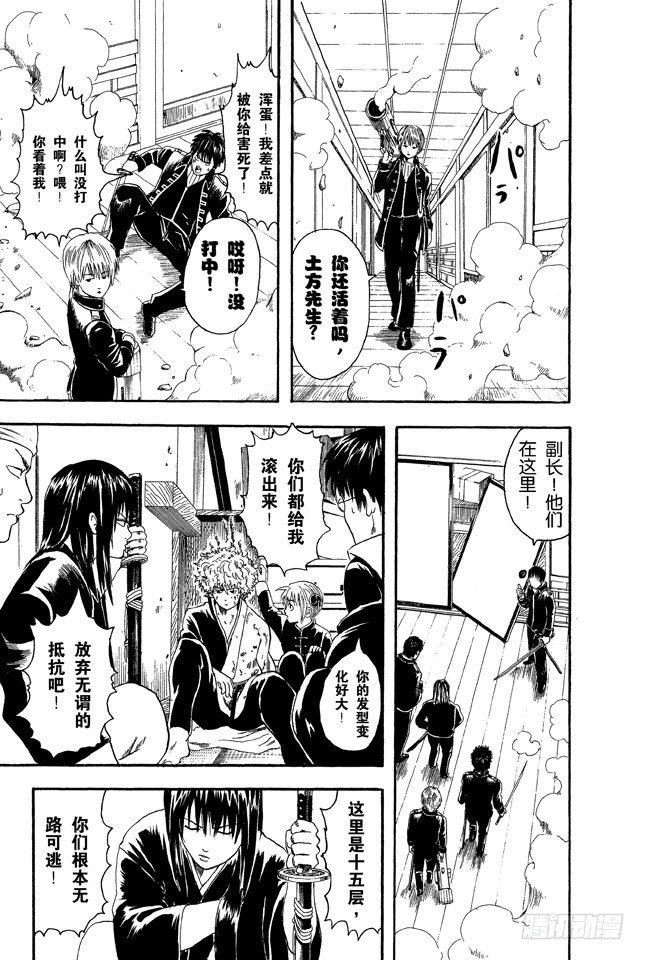 你还活着吗，
土方先生？
パラ
パラ
浑蛋！我差点就
被你给害死了！
哎呀！没
打中！
什么叫没打
中啊？喂！
你看着我！
副长！他们
在这里！
你们都给我
滚出来！
你的发型变
化好大！
放弃无谓的
抵抗吧！
这里是十五层，
你们根本无
路可逃！
腾讯动漫